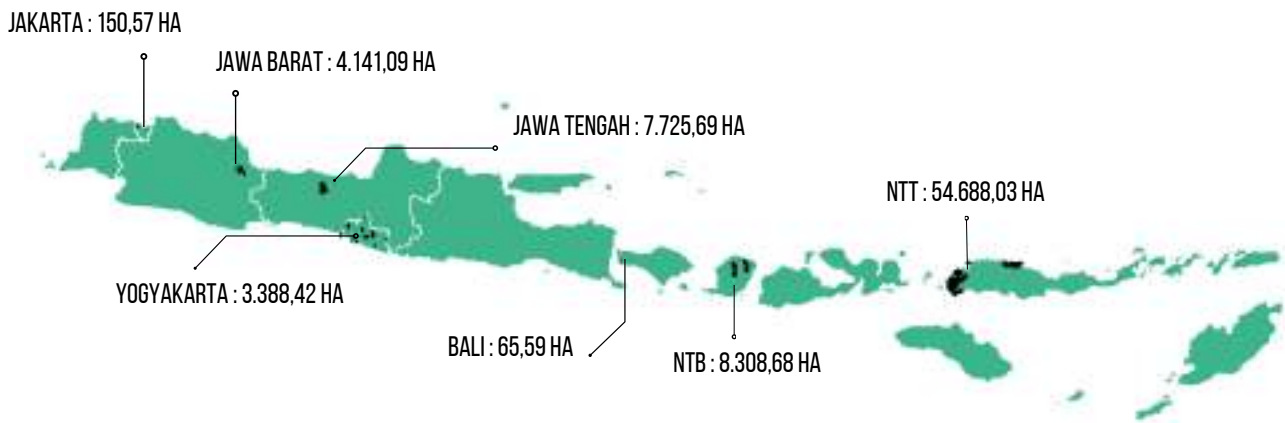 JAKARTA : 150,57 HA
JAWA BARAT : 4.141,09 HA
JAWA TENGAH : 7.725,69 HA
NTT : 54.688,03 HA
YOGYAKARTA : 3.388,42 HA
BALI : 65,59 HA
NTB : 8.308,68 HA